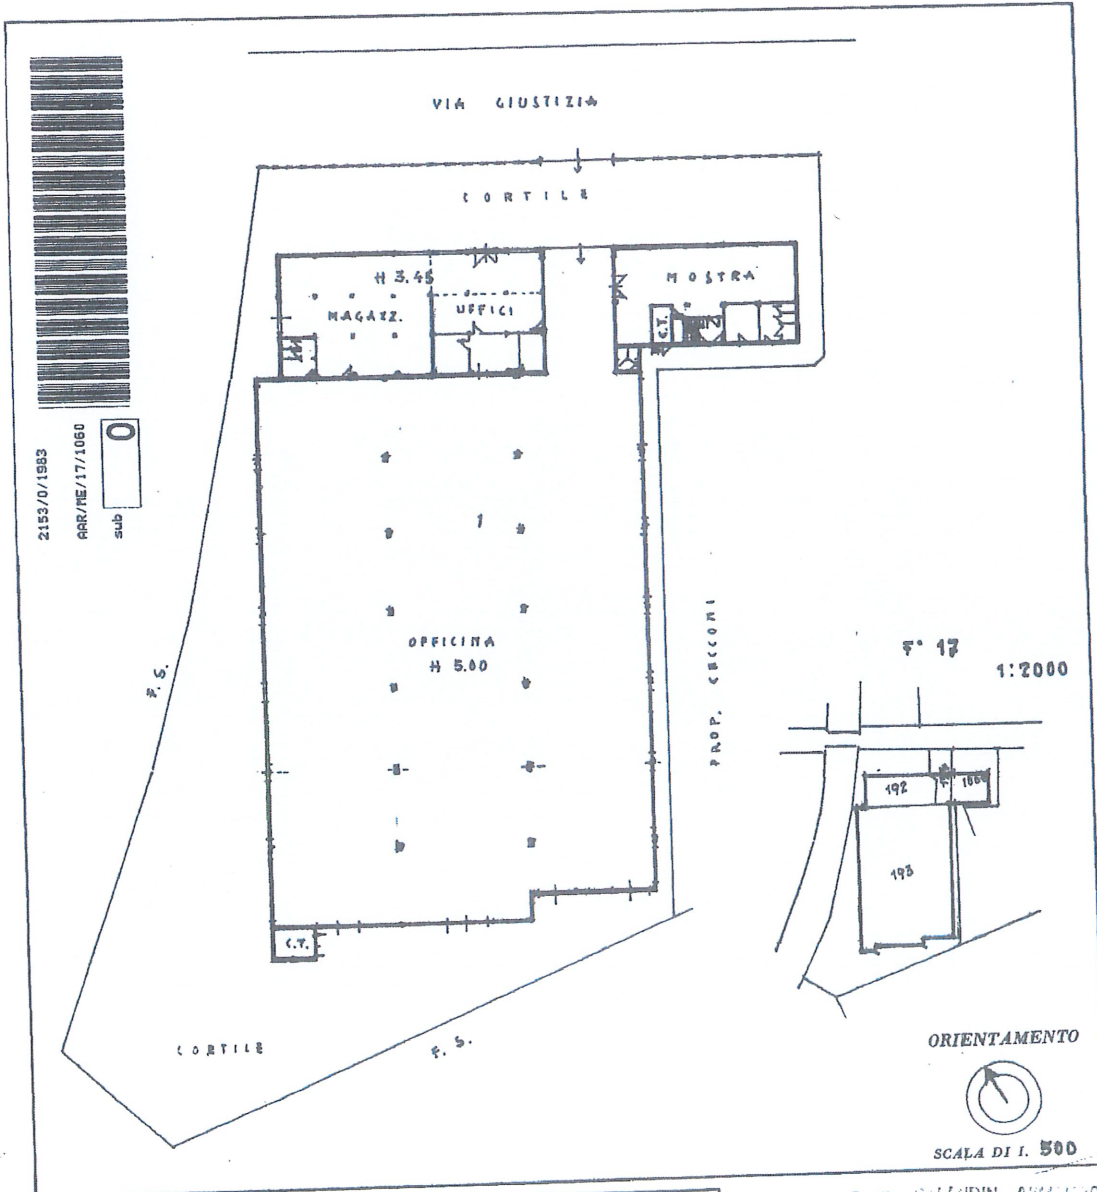 VIA GIUSTIZIA
CORTILE
H 3.45
MAGAZZ.
UFFICI
MOSTRA
C.T.
2153/0/1983
AAR/ME/17/1060
sub
0
1
OFFICINA
H 5.00
F. S.
PROP. CECCONI
F° 17
1:2000
192
193
C.T.
CORTILE
F. S.
ORIENTAMENTO
SCALA DI 1. 500